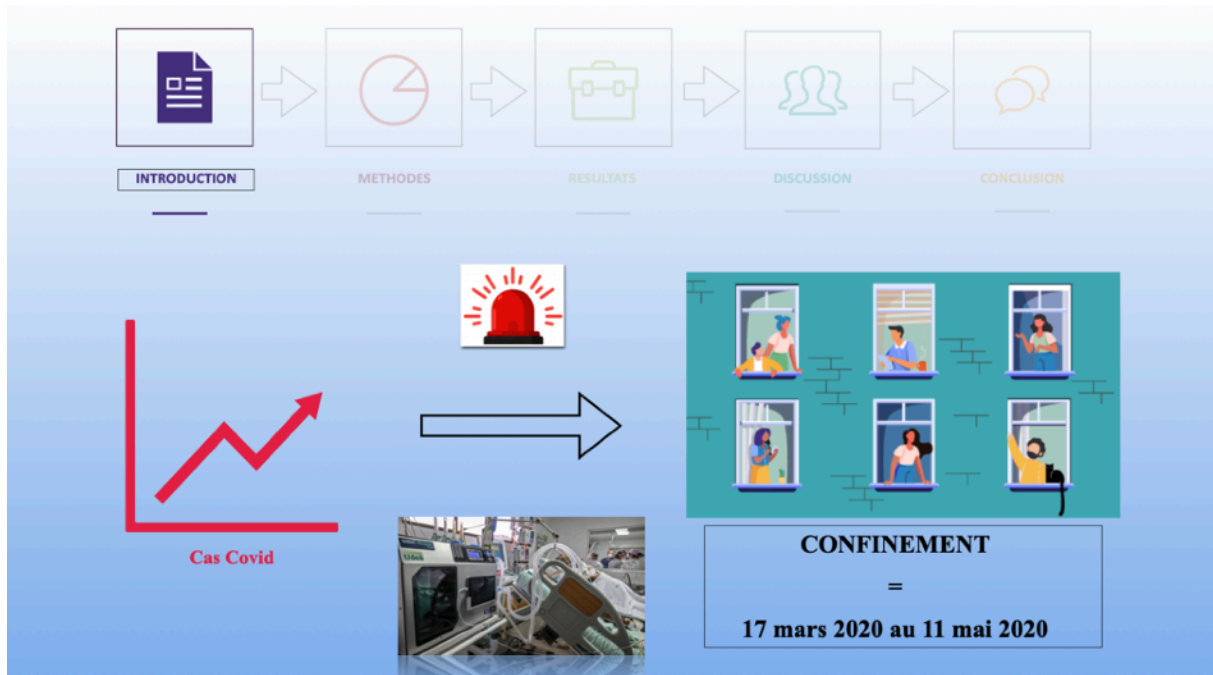 INTRODUCTION
METHODES
RESULTATS
DISCUSSION
CONCLUSION
Cas Covid
CONFINEMENT
=
17 mars 2020 au 11 mai 2020